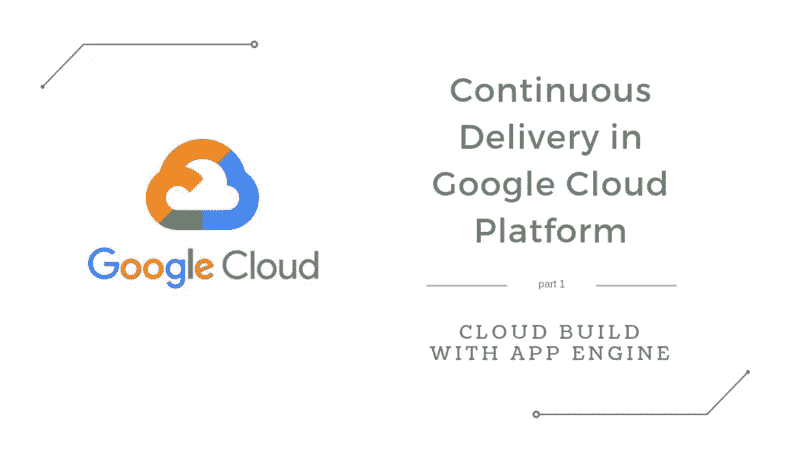 Google Cloud
Continuous
Delivery in
Google Cloud
Platform
part 1
CLOUD BUILD
WITH APP ENGINE